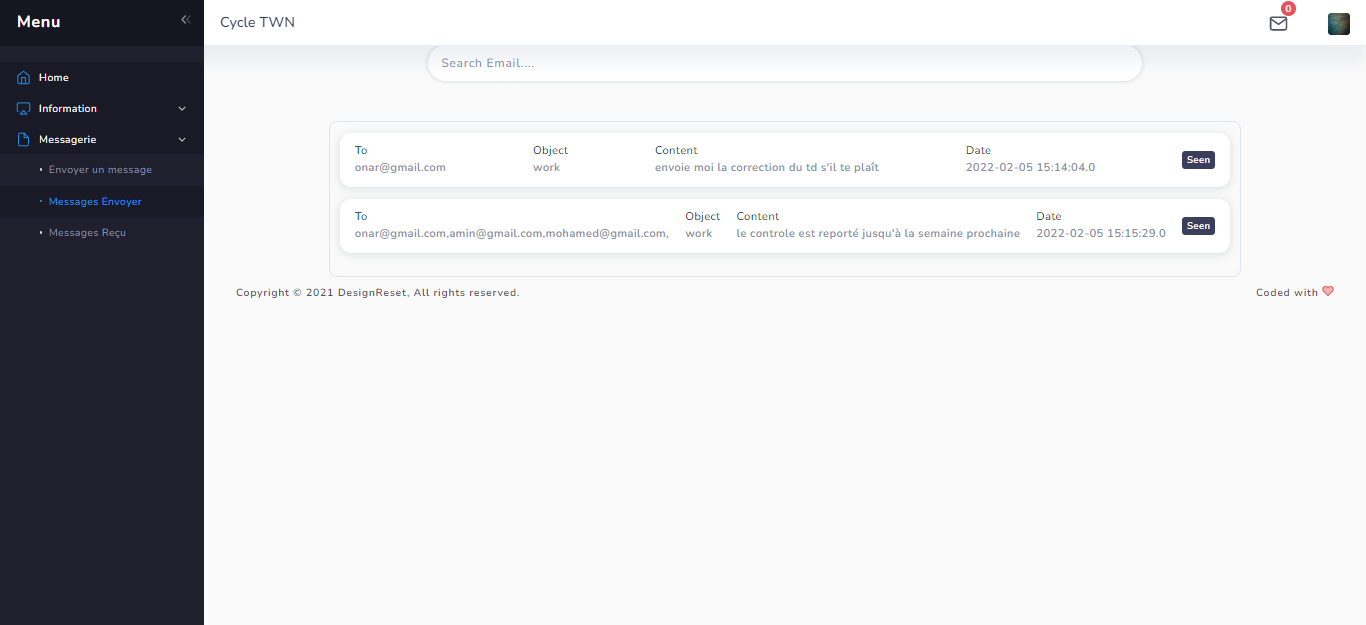 Menu
Cycle TWN
0
Home
Information
Messagerie
Envoyer un message
Messages Envoyer
Messages Reçu
Search Email....
To Object Content Date
onar@gmail.com work envoie moi la correction du td s'il te plaît 2022-02-05 15:14:04.0 Seen
To Object Content Date
onar@gmail.com,amin@gmail.com,mohamed@gmail.com, work le controle est reporté jusqu'à la semaine prochaine 2022-02-05 15:15:29.0 Seen
Copyright © 2021 DesignReset, All rights reserved. Coded with